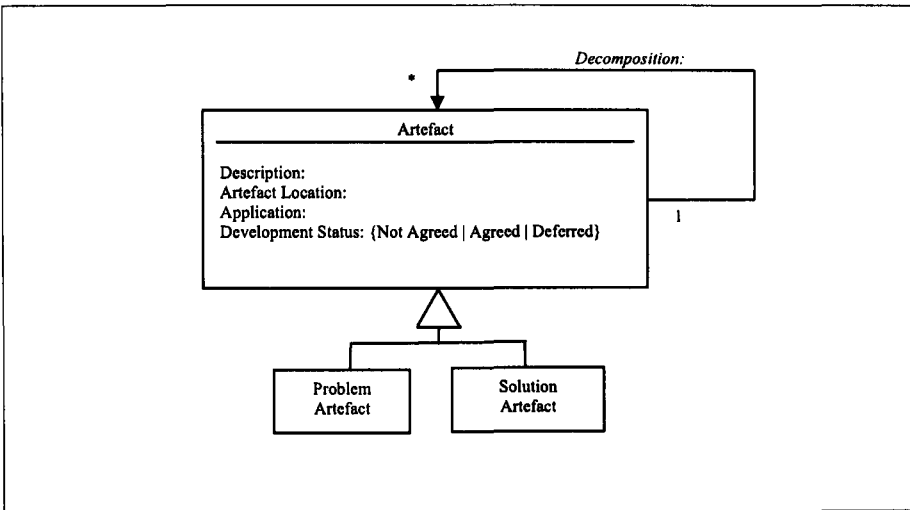 Decomposition:
*
Artefact
Description:
Artefact Location:
Application:
Development Status: {Not Agreed | Agreed | Deferred}
1
Problem
Artefact
Solution
Artefact